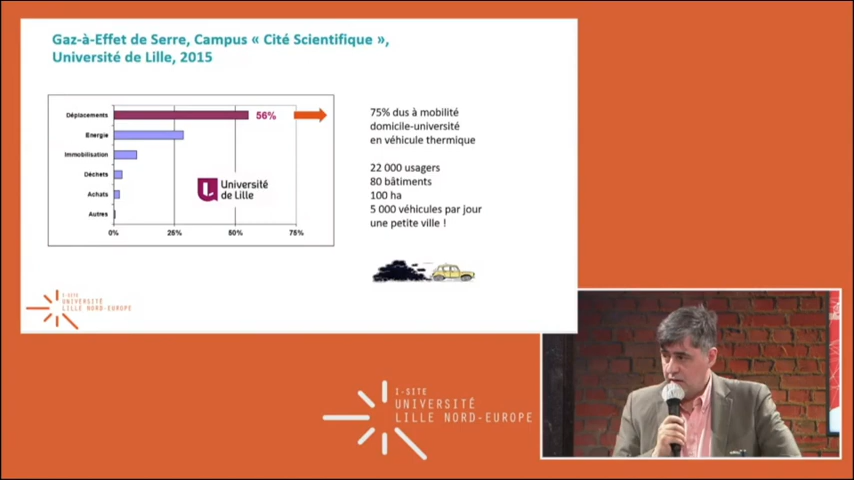 Gaz-à-Effet de Serre, Campus « Cité Scientifique »,
Université de Lille, 2015
Déplacements
56%
Energie
Immobilisation
Déchets
Achats
Autres
0%
25%
50%
75%
Université
de Lille
75% dus à mobilité
domicile-université
en véhicule thermique
22 000 usagers
80 bâtiments
100 ha
5 000 véhicules par jour
une petite ville !
I-SITE
UNIVERSITÉ
LILLE NORD-EUROPE
I-SITE
UNIVERSITÉ
LILLE NORD-EUROPE